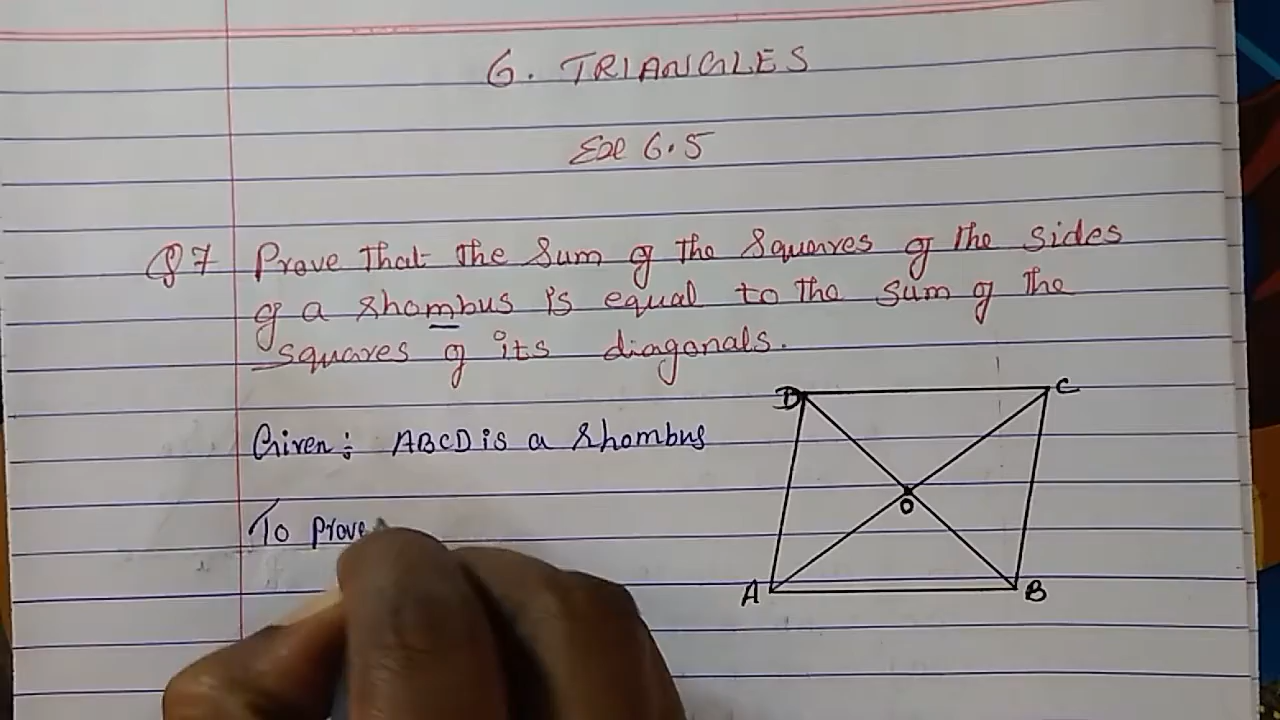 6. TRIANGLES
Exe 6.5
Q7 Prove that the Sum of the Squares of the sides
of a rhombus is equal to the sum of the
squares of its diagonals.
D C
Given: ABCD is a rhombus
O
To prove
A B